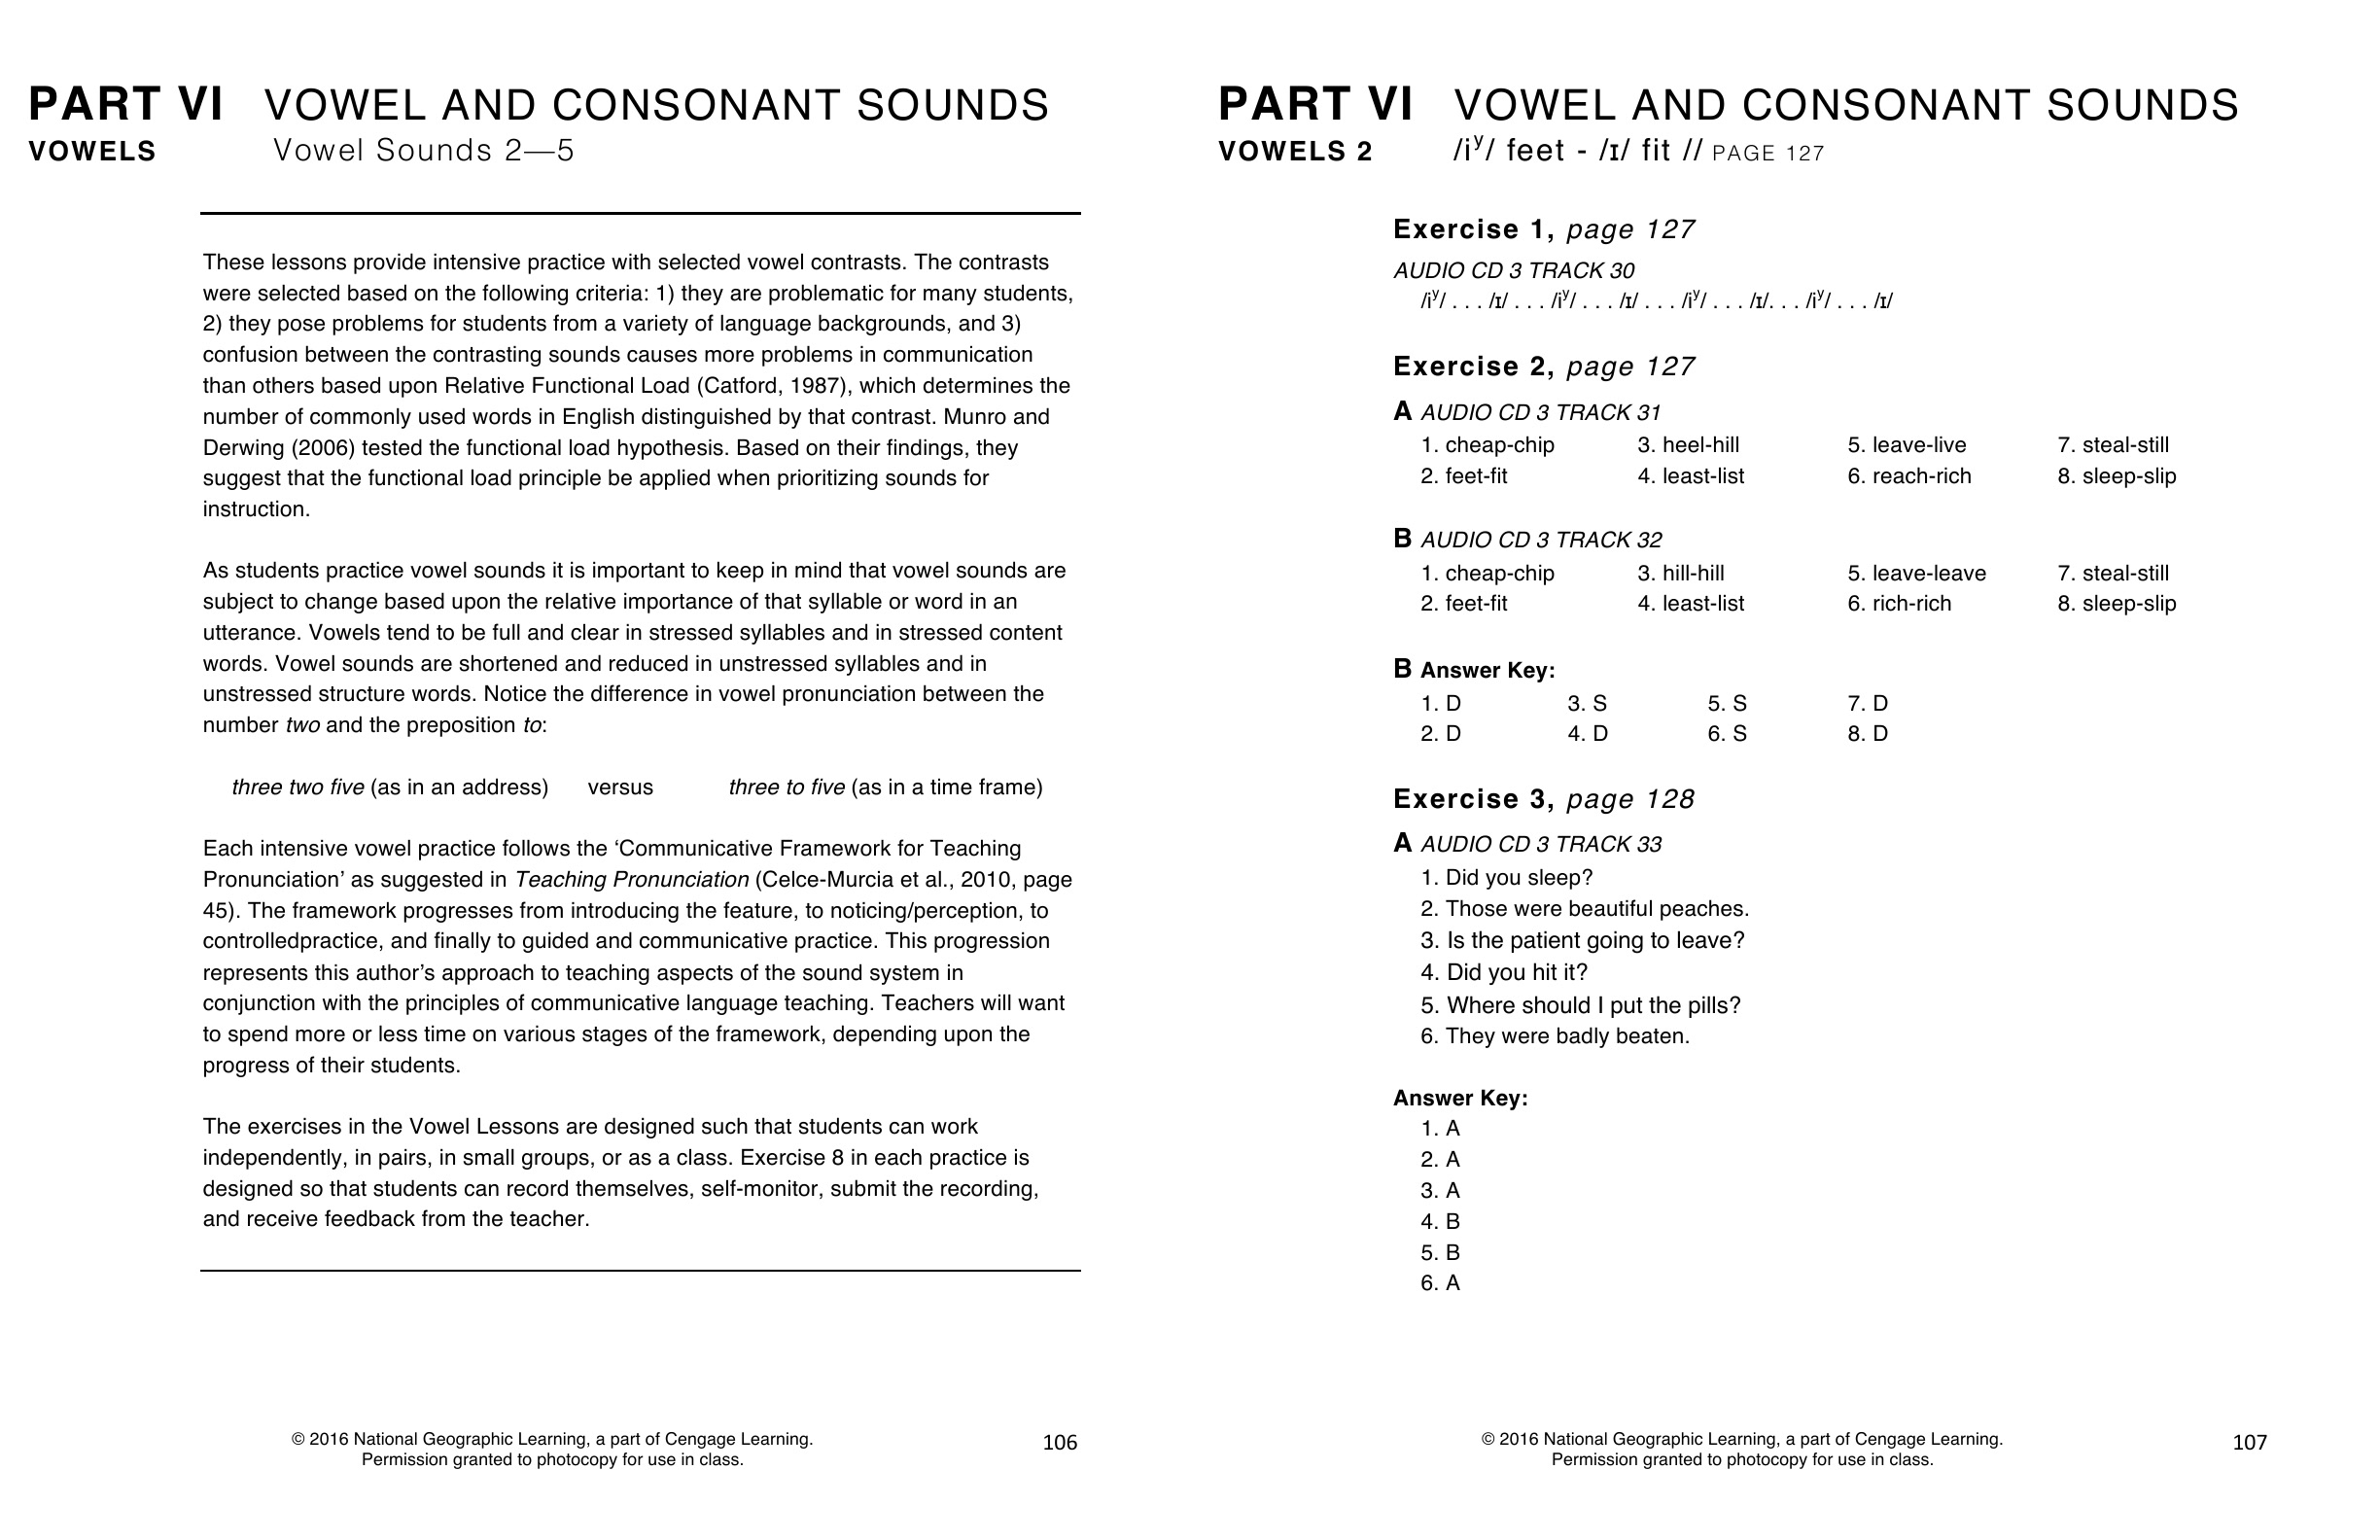 PART VI VOWEL AND CONSONANT SOUNDS
VOWELS Vowel Sounds 2—5
These lessons provide intensive practice with selected vowel contrasts. The contrasts
were selected based on the following criteria: 1) they are problematic for many students,
2) they pose problems for students from a variety of language backgrounds, and 3)
confusion between the contrasting sounds causes more problems in communication
than others based upon Relative Functional Load (Catford, 1987), which determines the
number of commonly used words in English distinguished by that contrast. Munro and
Derwing (2006) tested the functional load hypothesis. Based on their findings, they
suggest that the functional load principle be applied when prioritizing sounds for
instruction.
As students practice vowel sounds it is important to keep in mind that vowel sounds are
subject to change based upon the relative importance of that syllable or word in an
utterance. Vowels tend to be full and clear in stressed syllables and in stressed content
words. Vowel sounds are shortened and reduced in unstressed syllables and in
unstressed structure words. Notice the difference in vowel pronunciation between the
number two and the preposition to:
three two five (as in an address) versus three to five (as in a time frame)
Each intensive vowel practice follows the ‘Communicative Framework for Teaching
Pronunciation’ as suggested in Teaching Pronunciation (Celce-Murcia et al., 2010, page
45). The framework progresses from introducing the feature, to noticing/perception, to
controlledpractice, and finally to guided and communicative practice. This progression
represents this author’s approach to teaching aspects of the sound system in
conjunction with the principles of communicative language teaching. Teachers will want
to spend more or less time on various stages of the framework, depending upon the
progress of their students.
The exercises in the Vowel Lessons are designed such that students can work
independently, in pairs, in small groups, or as a class. Exercise 8 in each practice is
designed so that students can record themselves, self-monitor, submit the recording,
and receive feedback from the teacher.
© 2016 National Geographic Learning, a part of Cengage Learning.
Permission granted to photocopy for use in class.
106
PART VI VOWEL AND CONSONANT SOUNDS
VOWELS 2 /iʸ/ feet - /ɪ/ fit // PAGE 127
Exercise 1, page 127
AUDIO CD 3 TRACK 30
/iʸ/ . . . /ɪ/ . . . /iʸ/ . . . /ɪ/ . . . /iʸ/ . . . /ɪ/. . . /iʸ/ . . . /ɪ/
Exercise 2, page 127
A AUDIO CD 3 TRACK 31
1. cheap-chip 3. heel-hill 5. leave-live 7. steal-still
2. feet-fit 4. least-list 6. reach-rich 8. sleep-slip
B AUDIO CD 3 TRACK 32
1. cheap-chip 3. hill-hill 5. leave-leave 7. steal-still
2. feet-fit 4. least-list 6. rich-rich 8. sleep-slip
B Answer Key:
1. D 3. S 5. S 7. D
2. D 4. D 6. S 8. D
Exercise 3, page 128
A AUDIO CD 3 TRACK 33
1. Did you sleep?
2. Those were beautiful peaches.
3. Is the patient going to leave?
4. Did you hit it?
5. Where should I put the pills?
6. They were badly beaten.
Answer Key:
1. A
2. A
3. A
4. B
5. B
6. A
© 2016 National Geographic Learning, a part of Cengage Learning.
Permission granted to photocopy for use in class.
107